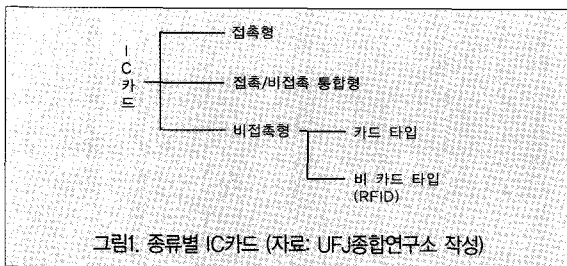 IC카드
접촉형
접촉/비접촉 통합형
비접촉형
카드 타입
비 카드 타입
(RFID)
그림1. 종류별 IC카드 (자료: UFJ종합연구소 작성)